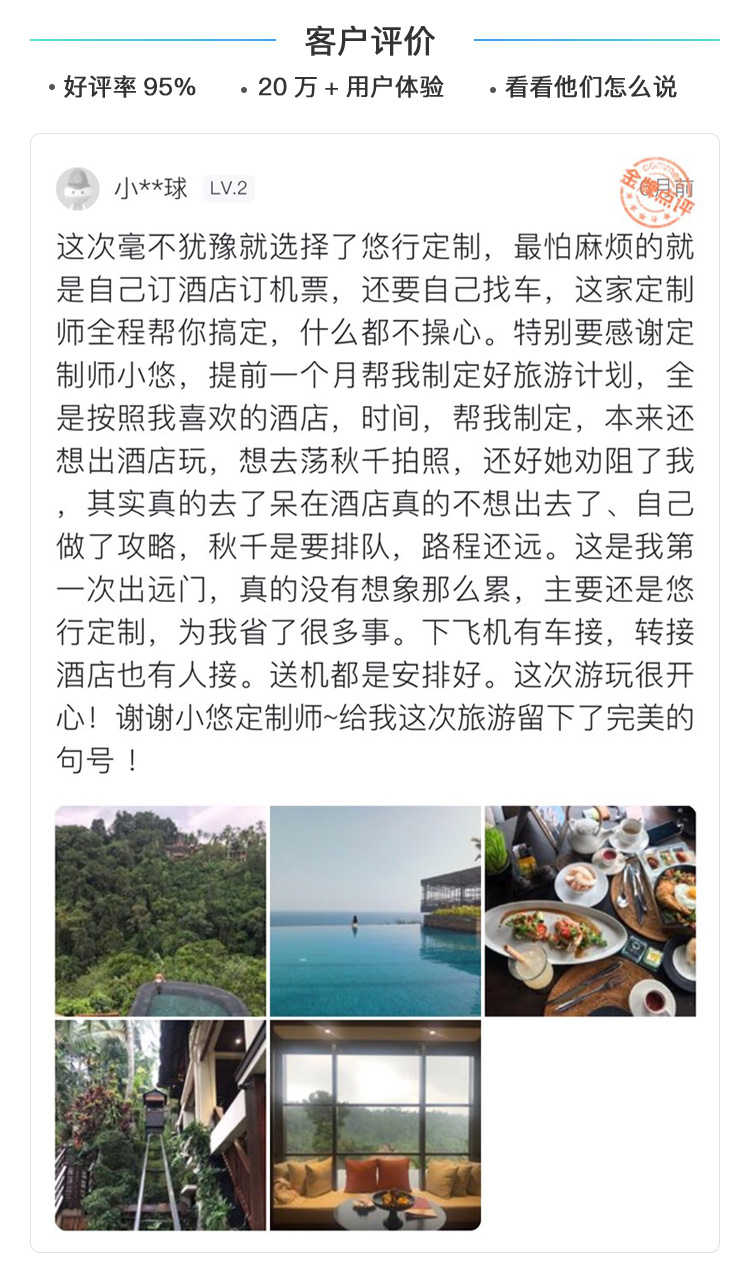 客户评价
• 好评率 95% • 20 万 + 用户体验 • 看看他们怎么说
小**球 LV.2
6月前
comment
金牌点评
这次毫不犹豫就选择了悠行定制，最怕麻烦的就
是自己订酒店订机票，还要自己找车，这家定制
师全程帮你搞定，什么都不操心。特别要感谢定
制师小悠，提前一个月帮我制定好旅游计划，全
是按照我喜欢的酒店，时间，帮我制定，本来还
想出酒店玩，想去荡秋千拍照，还好她劝阻了我
，其实真的去了呆在酒店真的不想出去了、自己
做了攻略，秋千是要排队，路程还远。这是我第
一次出远门，真的没有想象那么累，主要还是悠
行定制，为我省了很多事。下飞机有车接，转接
酒店也有人接。送机都是安排好。这次游玩很开
心！谢谢小悠定制师~给我这次旅游留下了完美的
句号 ！